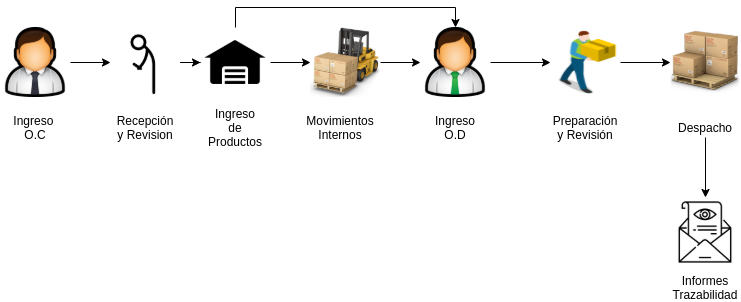 Ingreso
O.C
Recepción
y Revision
Ingreso
de
Productos
Movimientos
Internos
Ingreso
O.D
Preparación
y Revisión
Despacho
Informes
Trazabilidad